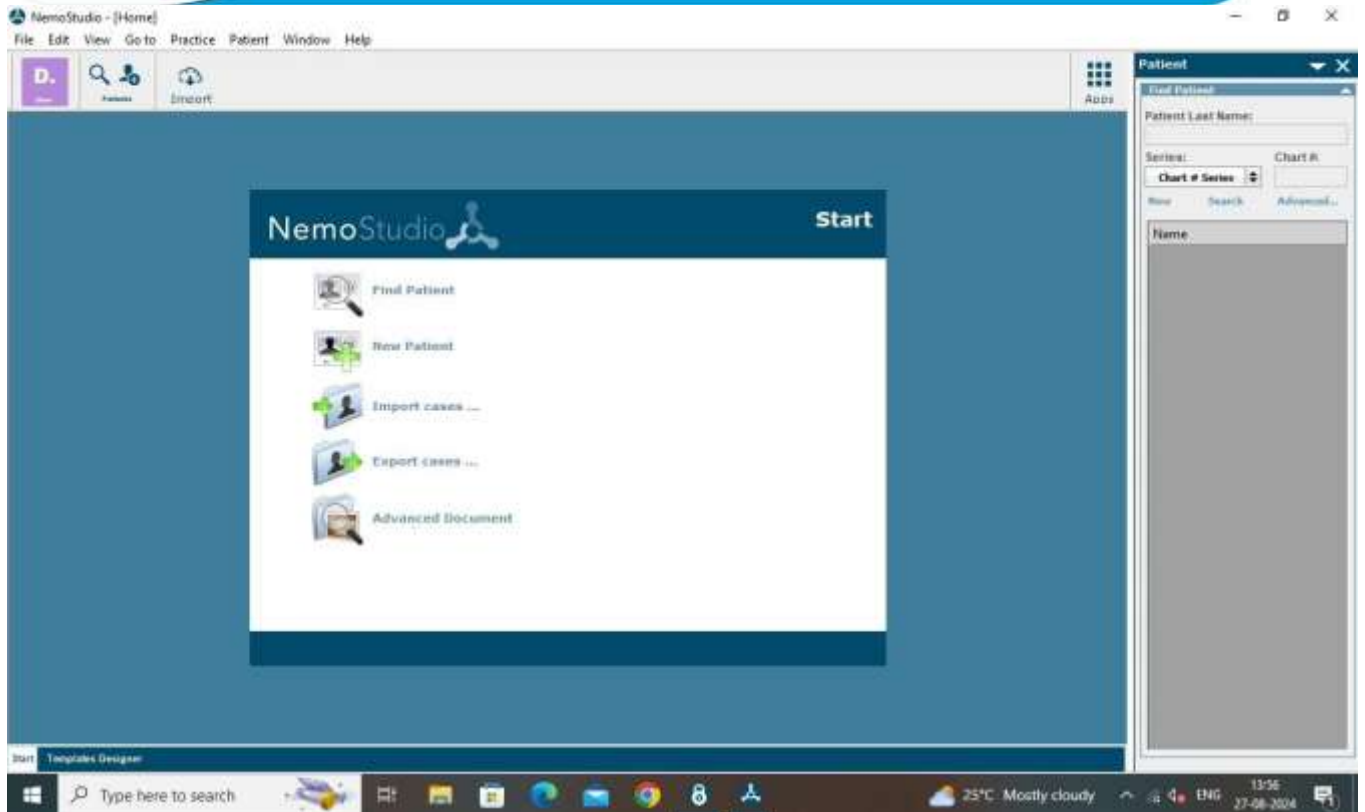 NemoStudio - [Home]
File Edit View Go to Practice Patient Window Help
D.
Patients
Import
Apps
Patient
Find Patient
Patient Last Name:
Series: Chart #:
Chart # Series
New Search Advanced...
Name
NemoStudio
Start
Find Patient
New Patient
Import cases ...
Export cases ...
Advanced Document
Start Templates Designer
Type here to search
25°C Mostly cloudy
ENG
13:56
27-08-2024